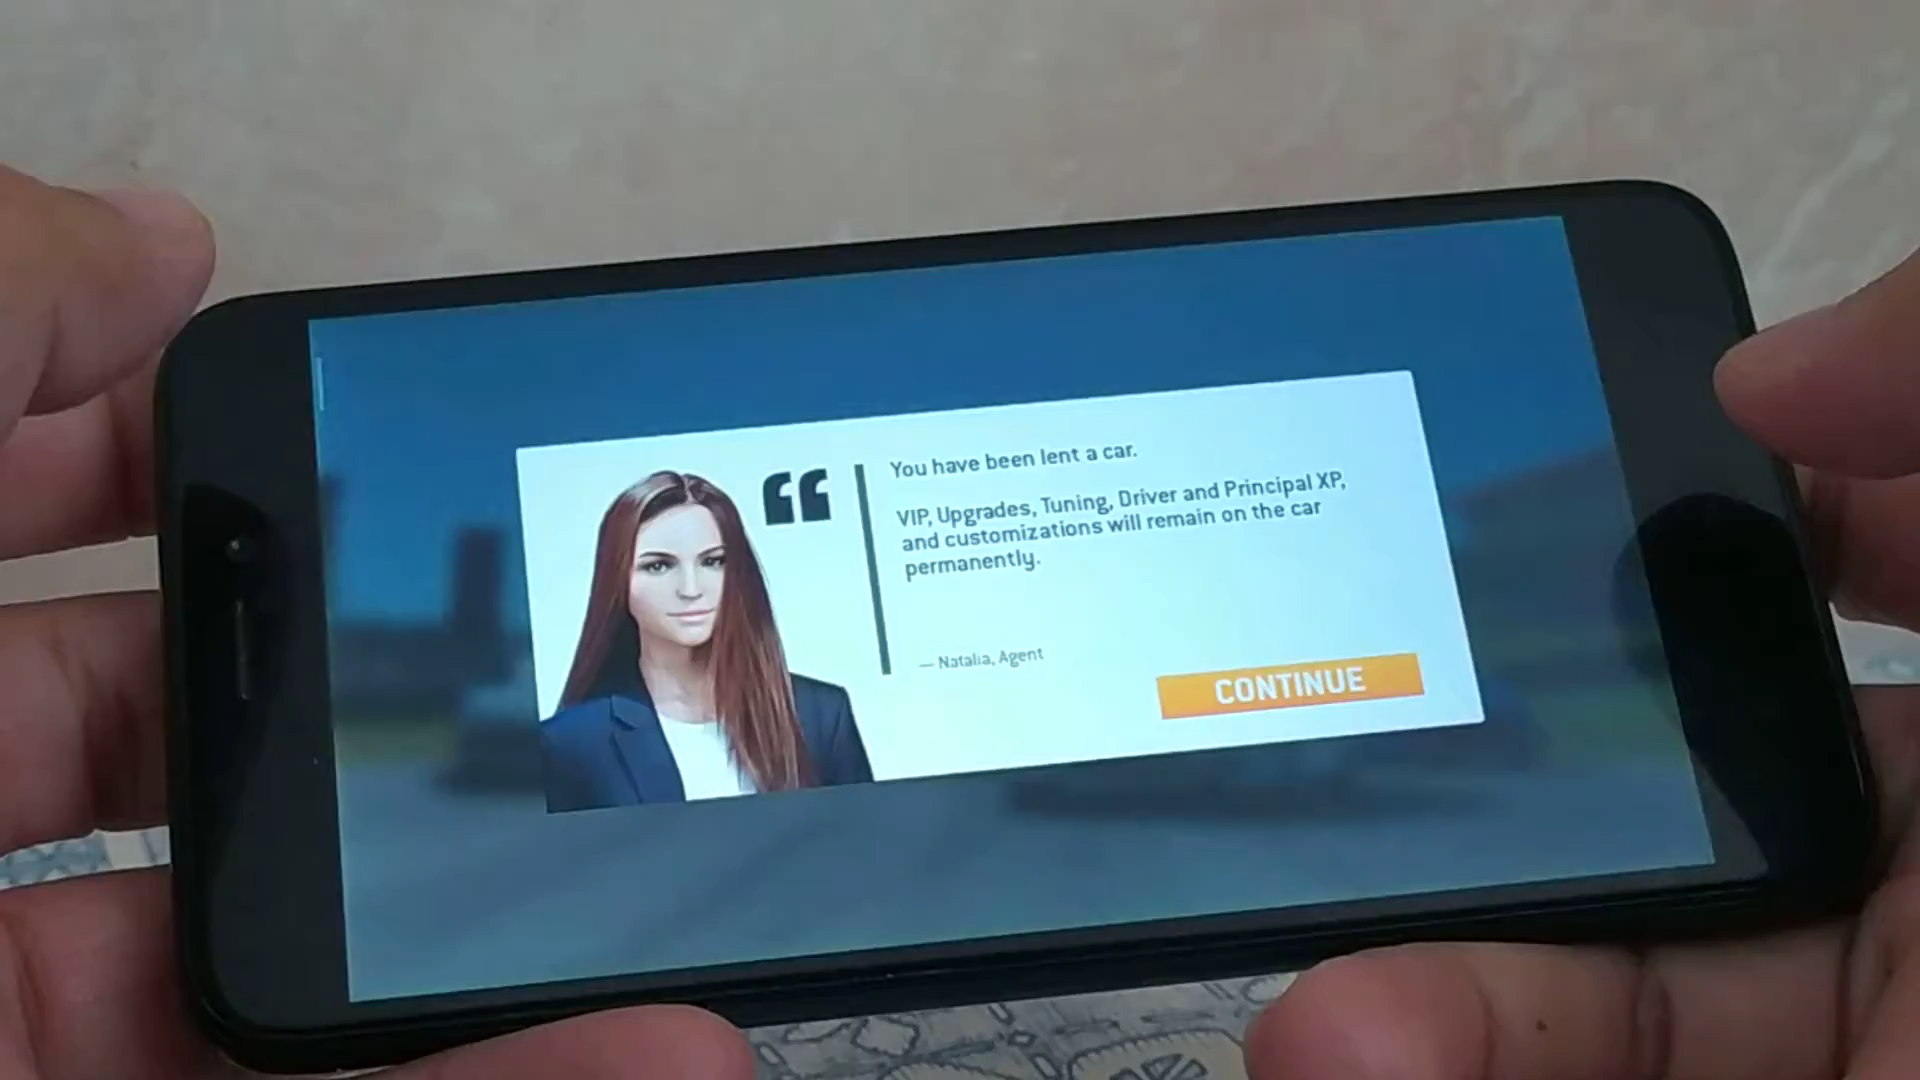 You have been lent a car.
VIP, Upgrades, Tuning, Driver and Principal XP,
and customizations will remain on the car
permanently.
— Natalia, Agent
CONTINUE